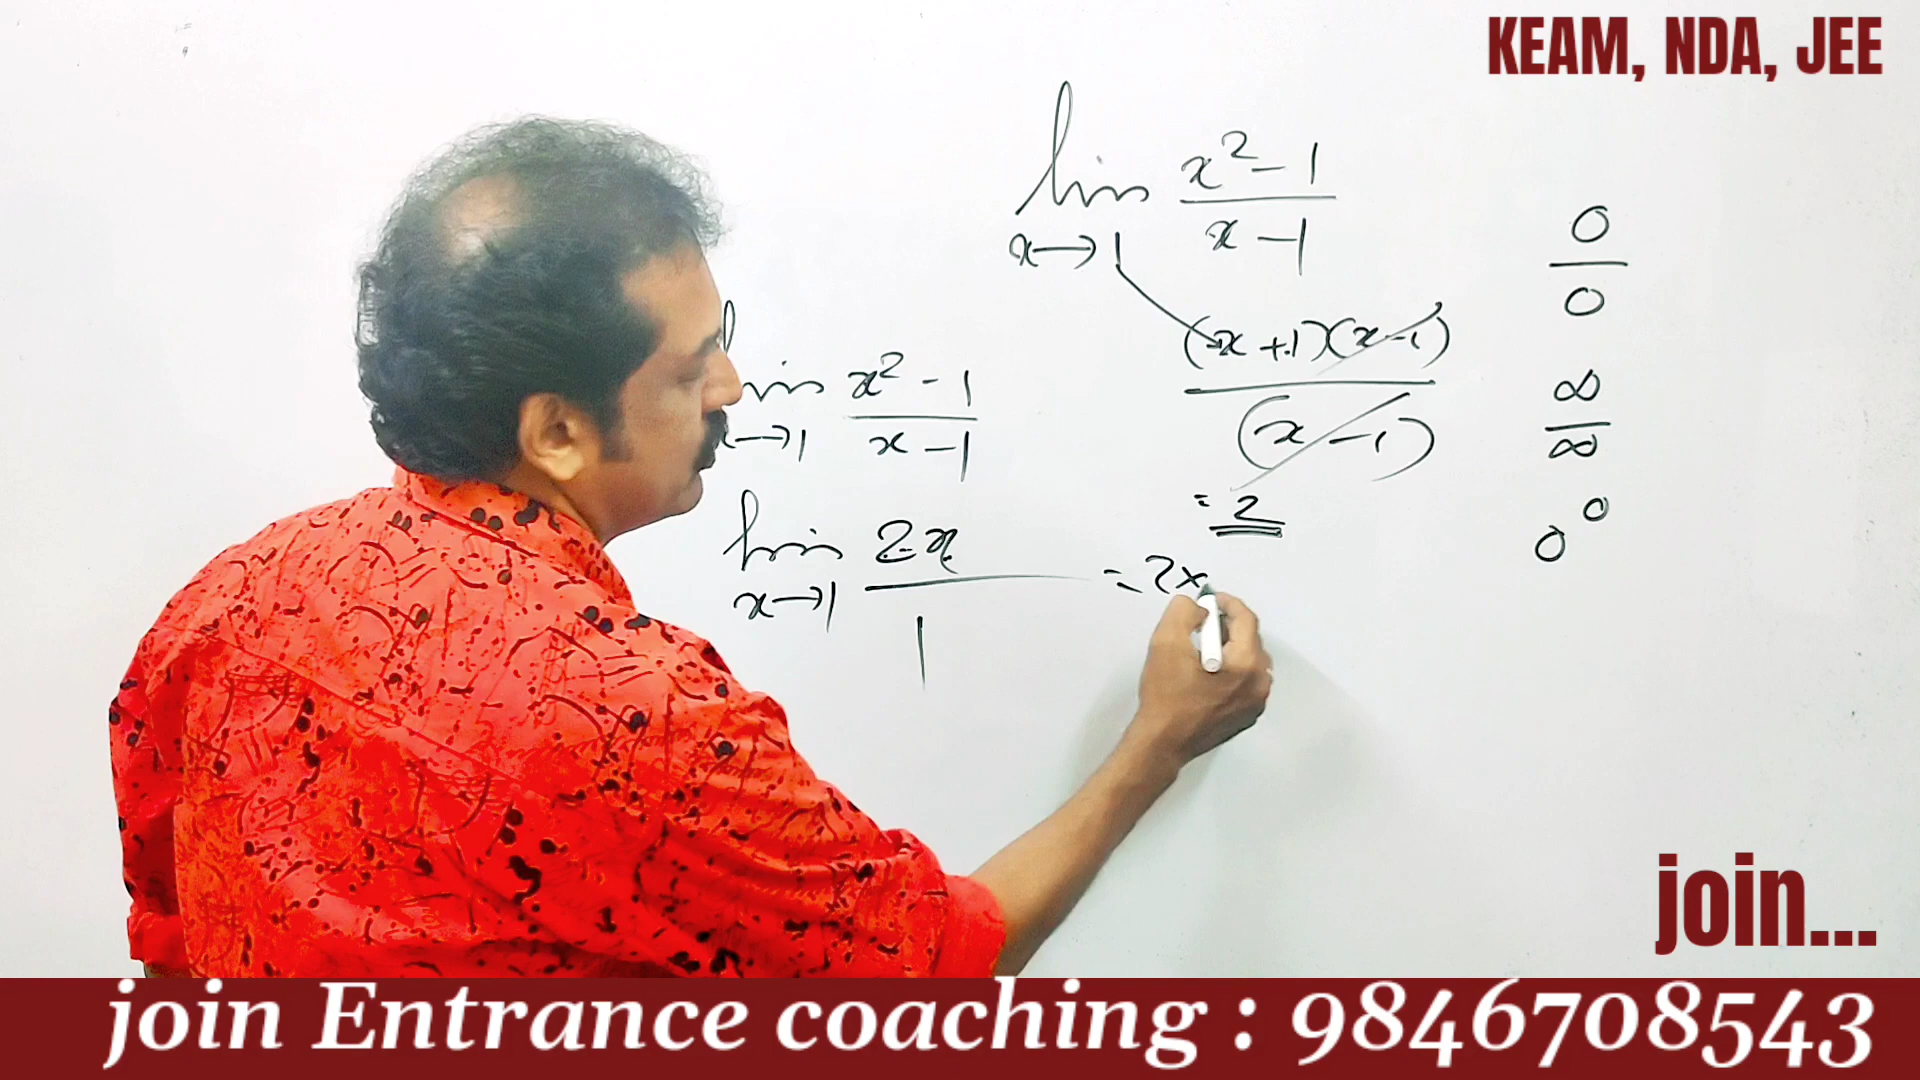 KEAM, NDA, JEE
lim x→1 x² - 1 / x - 1
(x + 1)(x - 1) / (x - 1)
= 2
0 / 0
∞ / ∞
0⁰
lim x→1 x² - 1 / x - 1
lim x→1 2x / 1 = 2×
join...
join Entrance coaching : 9846708543